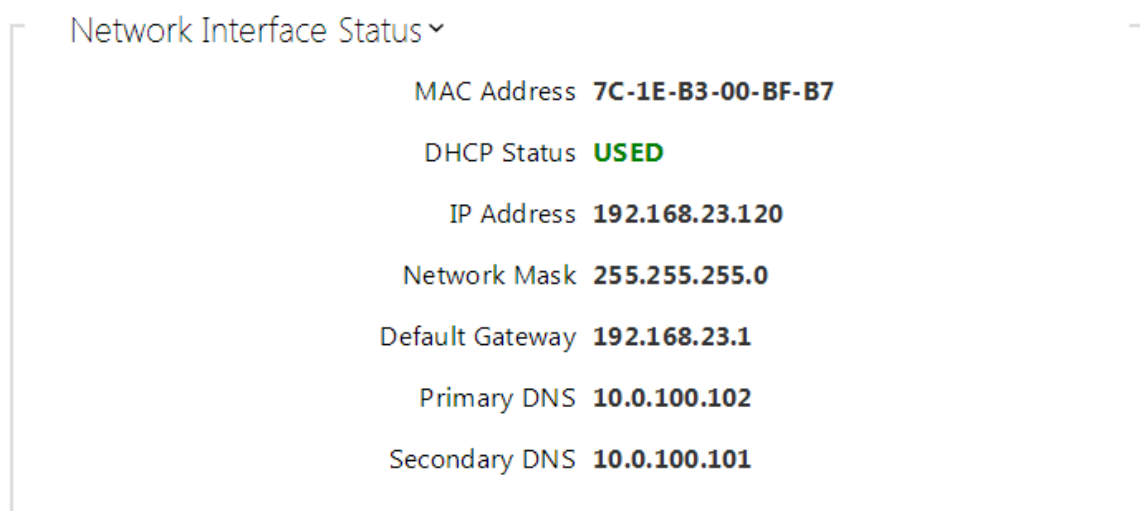 Network Interface Status
MAC Address 7C-1E-B3-00-BF-B7
DHCP Status USED
IP Address 192.168.23.120
Network Mask 255.255.255.0
Default Gateway 192.168.23.1
Primary DNS 10.0.100.102
Secondary DNS 10.0.100.101